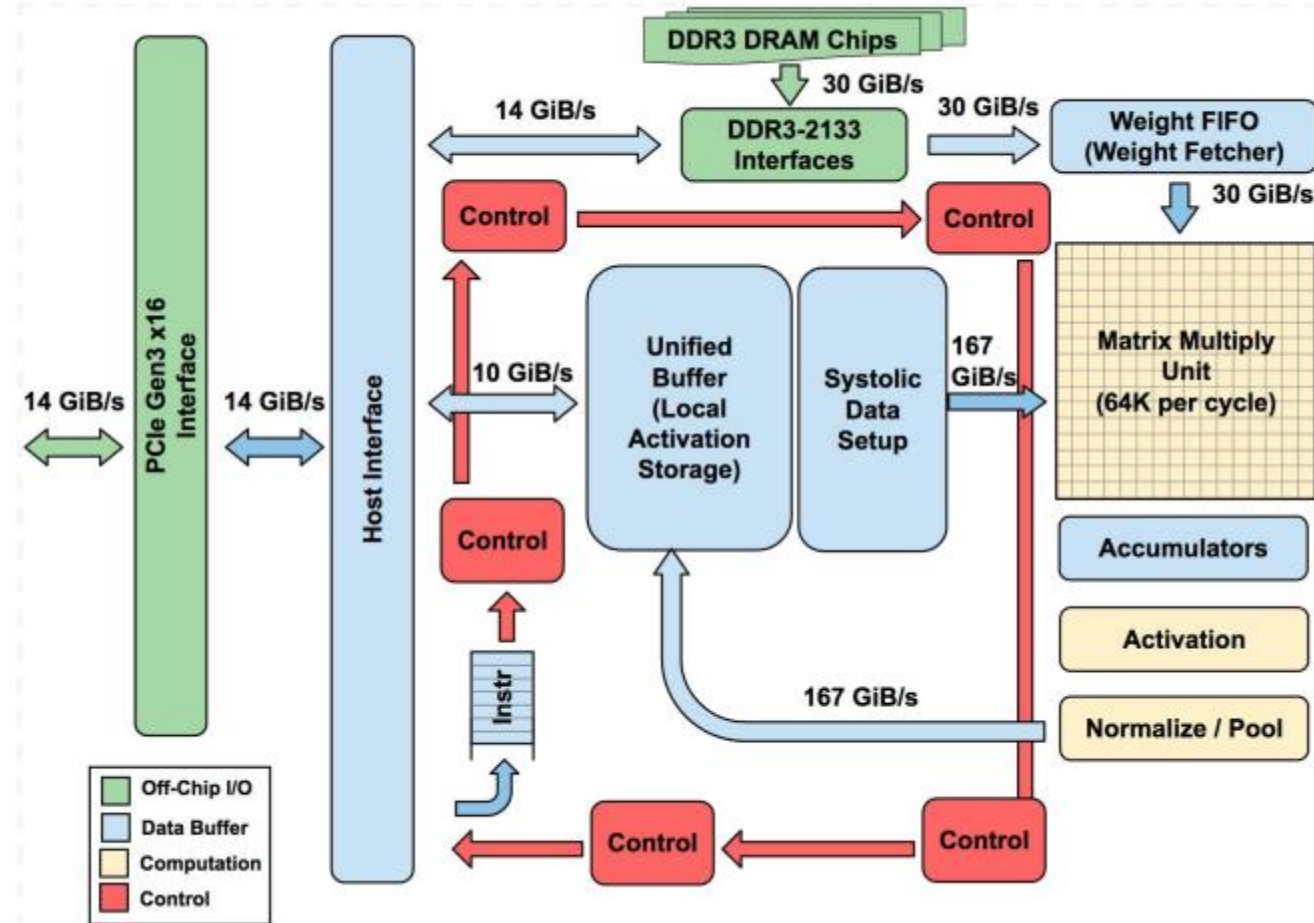 DDR3 DRAM Chips
30 GiB/s
14 GiB/s
DDR3-2133
Interfaces
30 GiB/s
Weight FIFO
(Weight Fetcher)
30 GiB/s
Control
Control
PCIe Gen3 x16
Interface
Host Interface
14 GiB/s
14 GiB/s
10 GiB/s
Unified
Buffer
(Local
Activation
Storage)
Systolic
Data
Setup
167
GiB/s
Matrix Multiply
Unit
(64K per cycle)
Control
Accumulators
Activation
Instr
167 GiB/s
Normalize / Pool
Control
Control
Off-Chip I/O
Data Buffer
Computation
Control